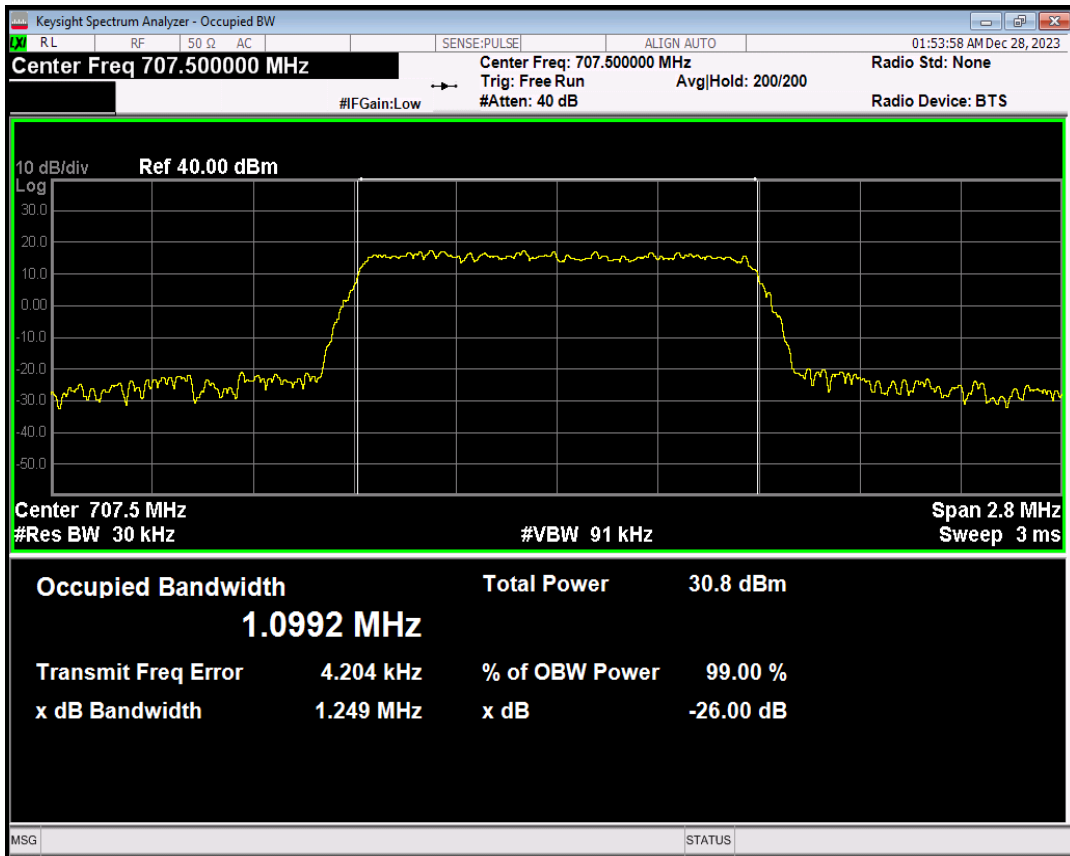 Keysight Spectrum Analyzer - Occupied BW
LXI RL RF 50 Ω AC SENSE:PULSE ALIGN AUTO 01:53:58 AM Dec 28, 2023
Center Freq 707.500000 MHz Center Freq: 707.500000 MHz Radio Std: None
Trig: Free Run Avg|Hold: 200/200
#IFGain:Low #Atten: 40 dB Radio Device: BTS
10 dB/div Ref 40.00 dBm
Log
30.0
20.0
10.0
0.00
-10.0
-20.0
-30.0
-40.0
-50.0
Center 707.5 MHz Span 2.8 MHz
#Res BW 30 kHz #VBW 91 kHz Sweep 3 ms
Occupied Bandwidth Total Power 30.8 dBm
1.0992 MHz
Transmit Freq Error 4.204 kHz % of OBW Power 99.00 %
x dB Bandwidth 1.249 MHz x dB -26.00 dB
MSG STATUS